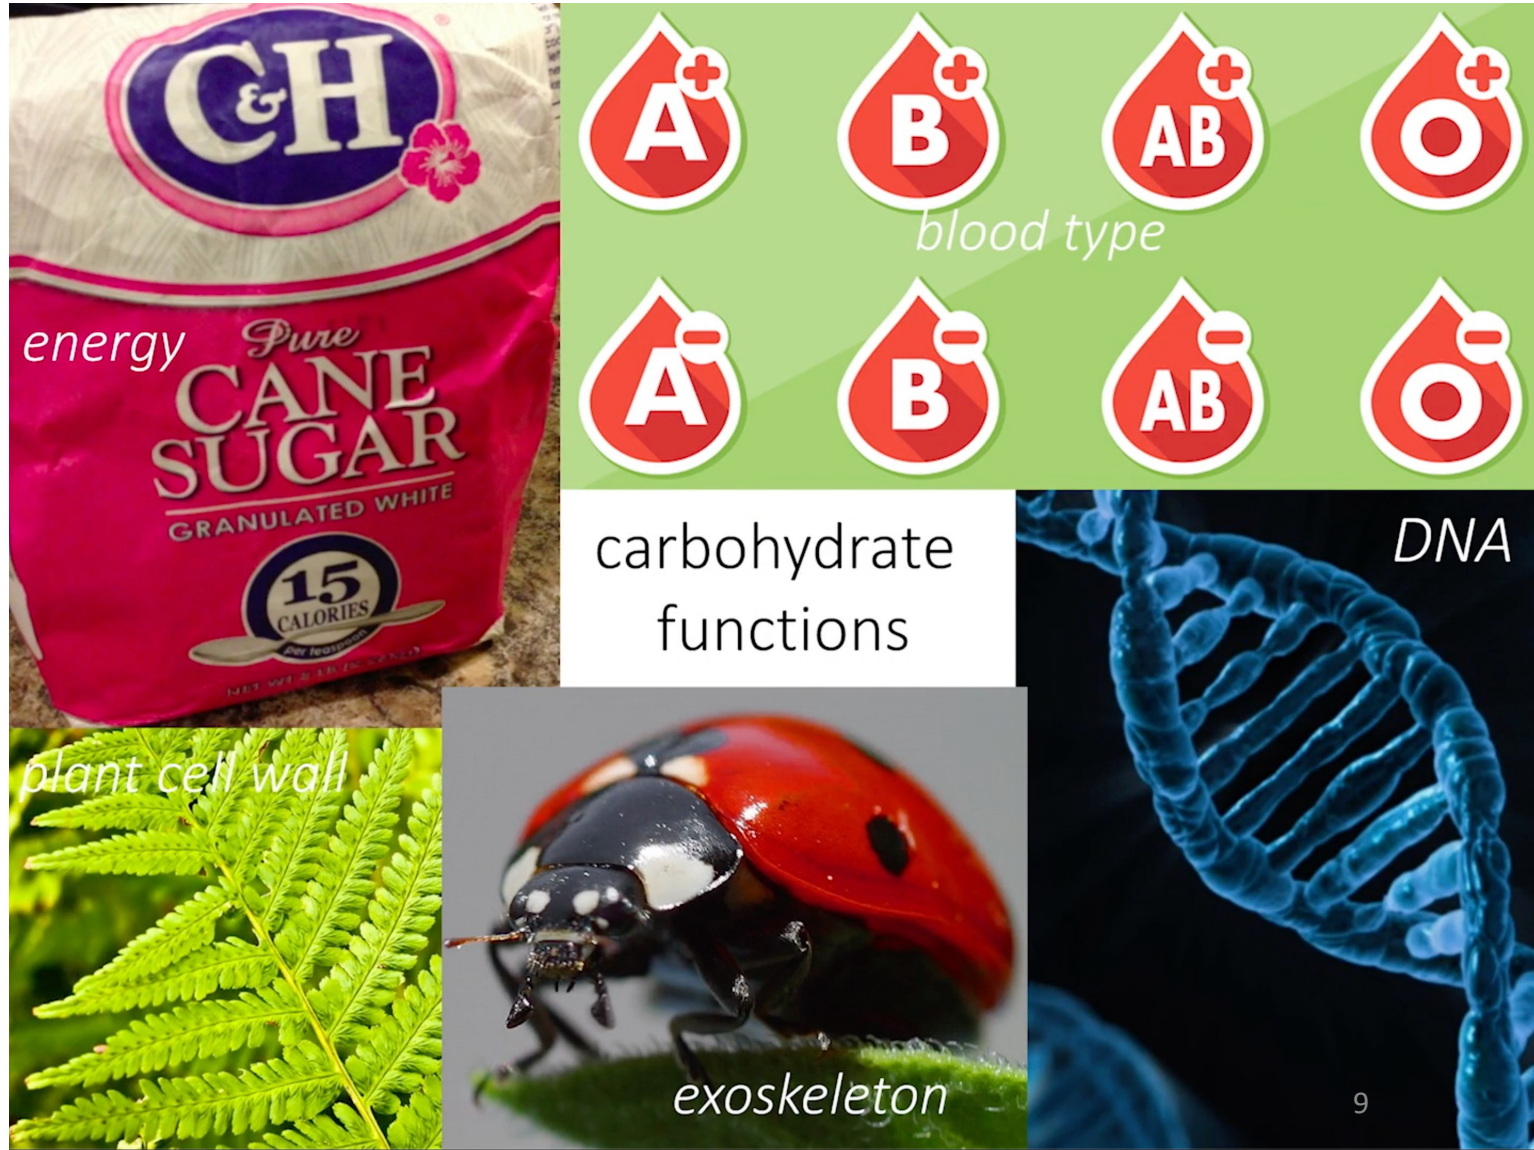 C&H
®
energy
Pure
CANE
SUGAR
GRANULATED WHITE
15
CALORIES
per teaspoon
A
B
AB
O
blood type
A
B
AB
O
carbohydrate
functions
DNA
plant cell wall
exoskeleton
9